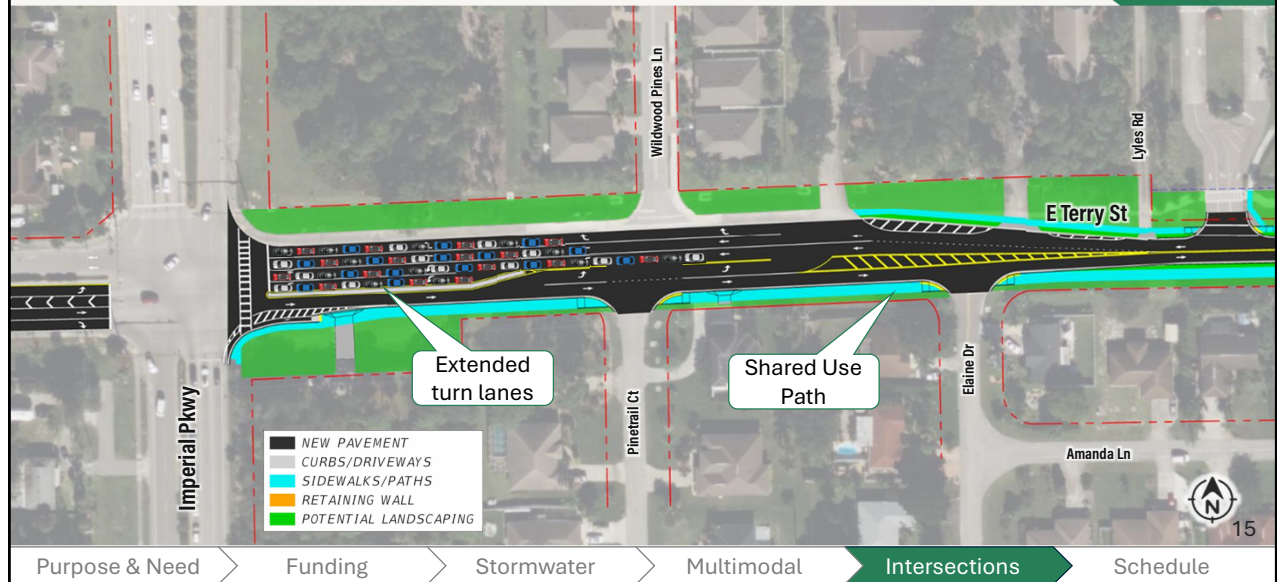 Wildwood Pines Ln
Lyles Rd
E Terry St
Extended
turn lanes
Shared Use
Path
Imperial Pkwy
Pinetrail Ct
Elaine Dr
Amanda Ln
NEW PAVEMENT
CURBS/DRIVEWAYS
SIDEWALKS/PATHS
RETAINING WALL
POTENTIAL LANDSCAPING
N
15
Purpose & Need
Funding
Stormwater
Multimodal
Intersections
Schedule